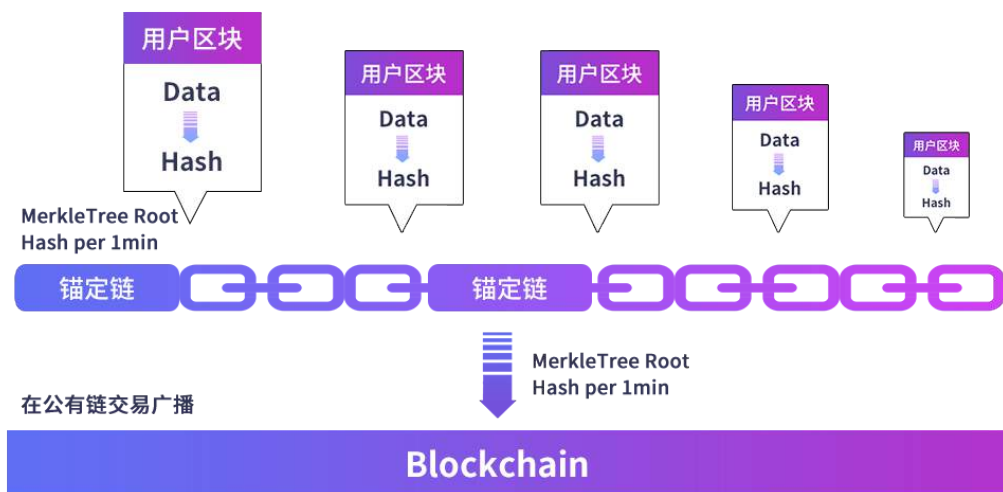 用户区块
Data
Hash
用户区块
Data
Hash
用户区块
Data
Hash
用户区块
Data
Hash
用户区块
Data
Hash
MerkleTree Root
Hash per 1min
锚定链
锚定链
MerkleTree Root
Hash per 1min
在公有链交易广播
Blockchain